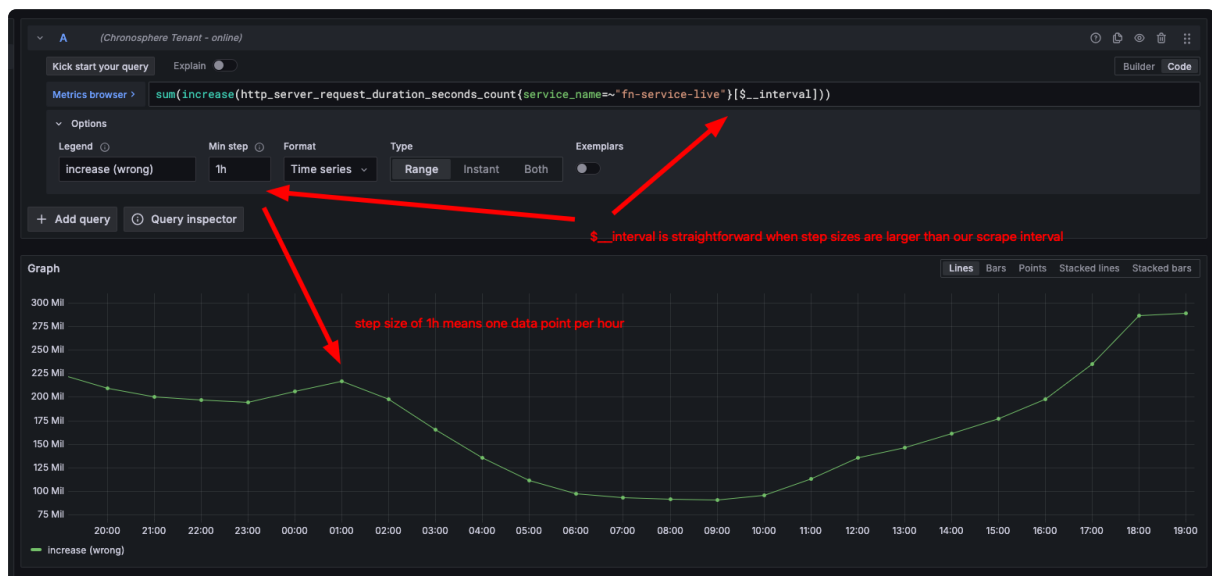 A (Chronosphere Tenant - online)
Kick start your query Explain Builder Code
Metrics browser > sum(increase(http_server_request_duration_seconds_count{service_name=~"fn-service-live"}[$__interval]))
Options
Legend Min step Format Type Exemplars
increase (wrong) 1h Time series Range Instant Both
+ Add query Query inspector
$__interval is straightforward when step sizes are larger than our scrape interval
Graph Lines Bars Points Stacked lines Stacked bars
300 Mil
275 Mil
step size of 1h means one data point per hour
250 Mil
225 Mil
200 Mil
175 Mil
150 Mil
125 Mil
100 Mil
75 Mil
20:00 21:00 22:00 23:00 00:00 01:00 02:00 03:00 04:00 05:00 06:00 07:00 08:00 09:00 10:00 11:00 12:00 13:00 14:00 15:00 16:00 17:00 18:00 19:00
increase (wrong)